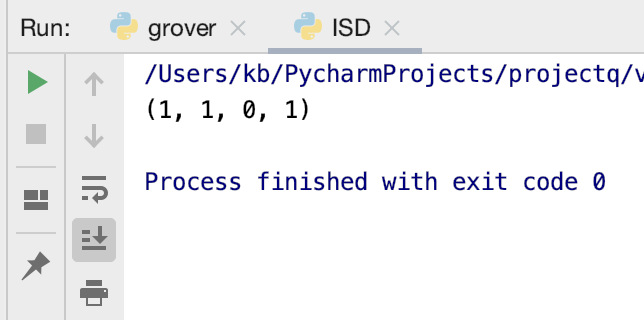 Run: grover ISD
/Users/kb/PycharmProjects/projectq/v
(1, 1, 0, 1)
Process finished with exit code 0